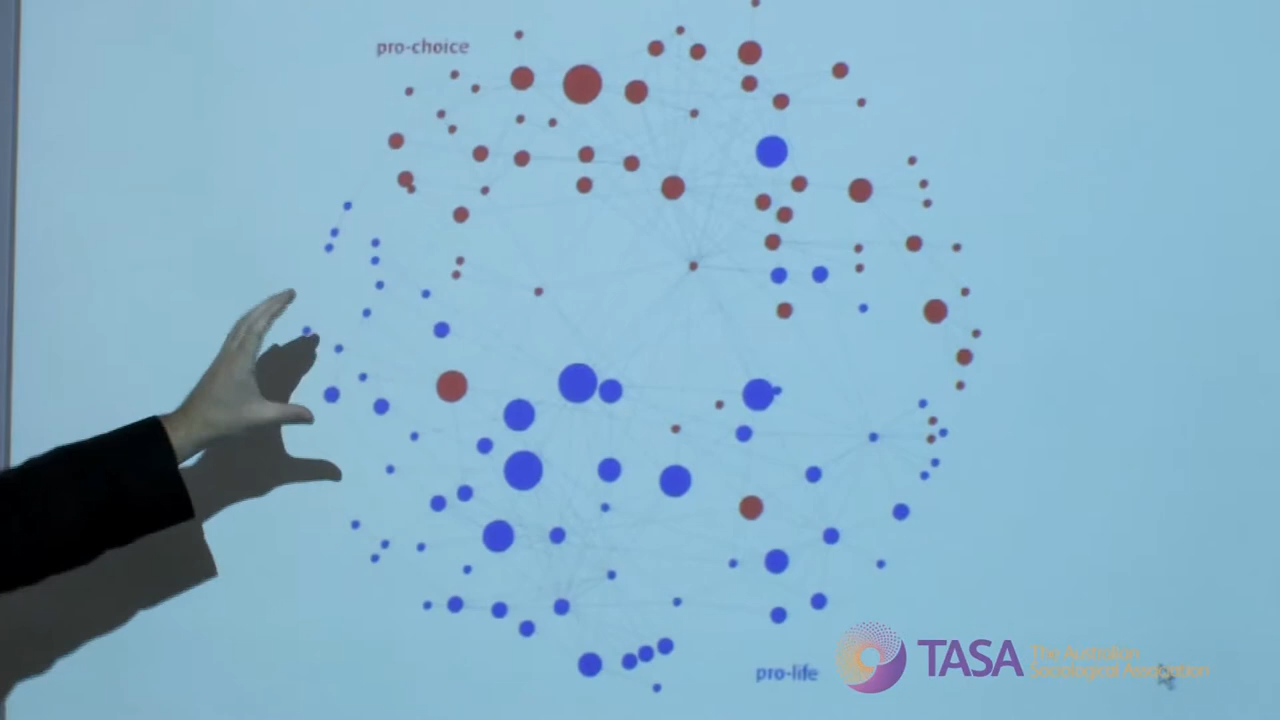 pro-choice
pro-life
TASA
The Australian
Sociological Association